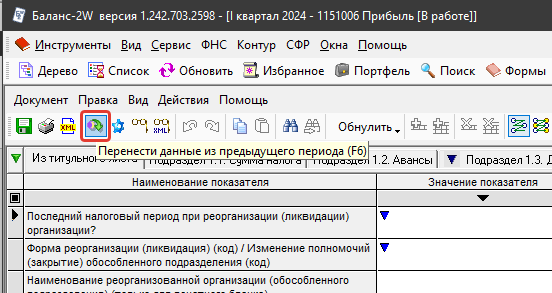 Баланс-2W версия 1.242.703.2598 - [I квартал 2024 - 1151006 Прибыль [В работе]]
Инструменты Вид Сервис ФНС Контур СФР Окна Помощь
Дерево Список Обновить Избранное Портфель Поиск Формы
Документ Правка Вид Действия Помощь
XML XML Обнулить
Перенести данные из предыдущего периода (F6)
Из титульного листа Подраздел 1.1. Сумма налога Подраздел 1.2. Авансы Подраздел 1.3. Д
Наименование показателя Значение показателя
Последний налоговый период при реорганизации (ликвидации)
организации?
Форма реорганизации (ликвидация) (код) / Изменение полномочий
(закрытие) обособленного подразделения (код)
Наименование реорганизованной организации (обособленного